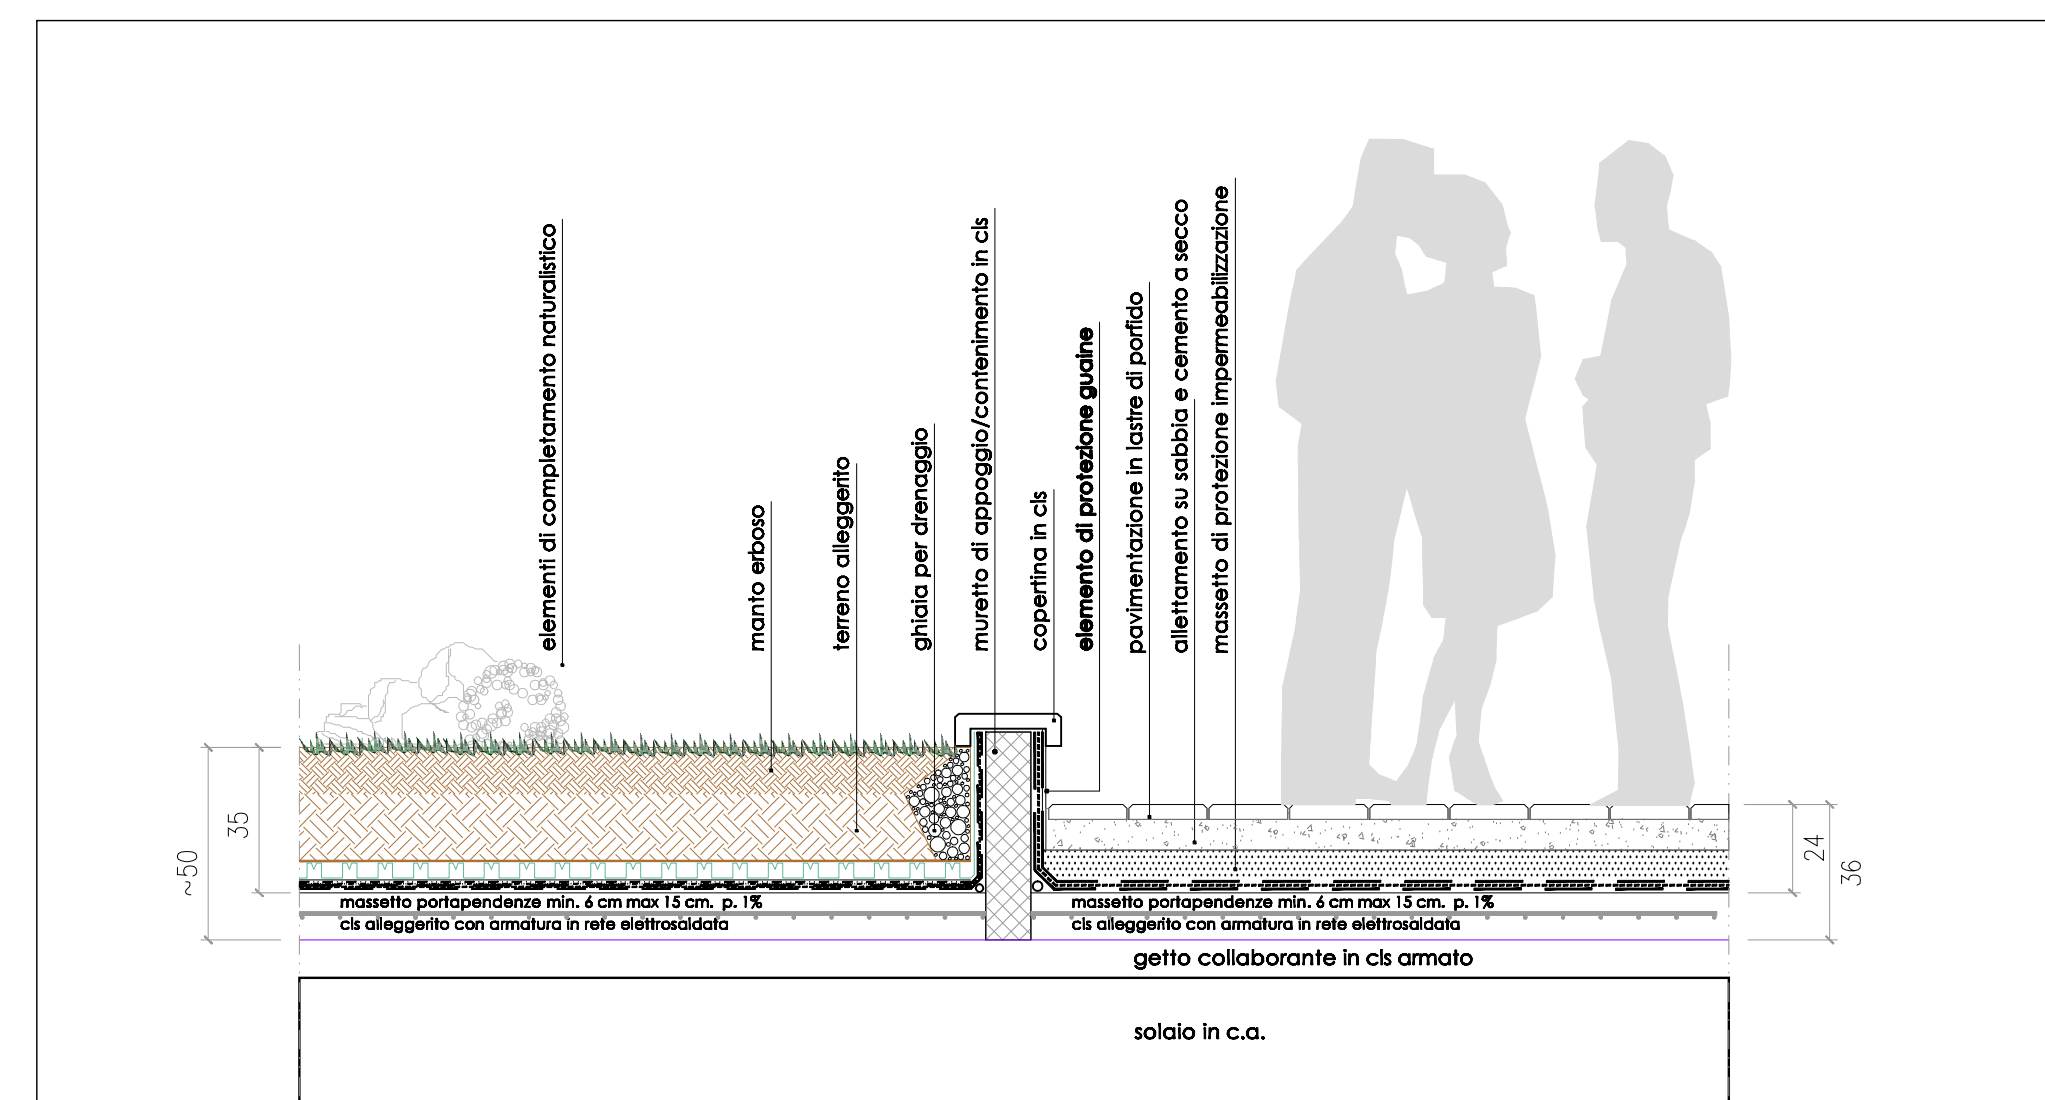 elementi di completamento naturalistico
manto erboso
terreno alleggerito
ghiaia per drenaggio
muretto di appoggio/contenimento in cls
copertina in cls
elemento di protezione guaine
pavimentazione in lastre di porfido
allettamento su sabbia e cemento a secco
massetto di protezione impermeabilizzazione
~50
35
24
36
massetto portapendenze min. 6 cm max 15 cm. p. 1%
cls alleggerito con armatura in rete elettrosaldata
massetto portapendenze min. 6 cm max 15 cm. p. 1%
cls alleggerito con armatura in rete elettrosaldata
getto collaborante in cls armato
solaio in c.a.